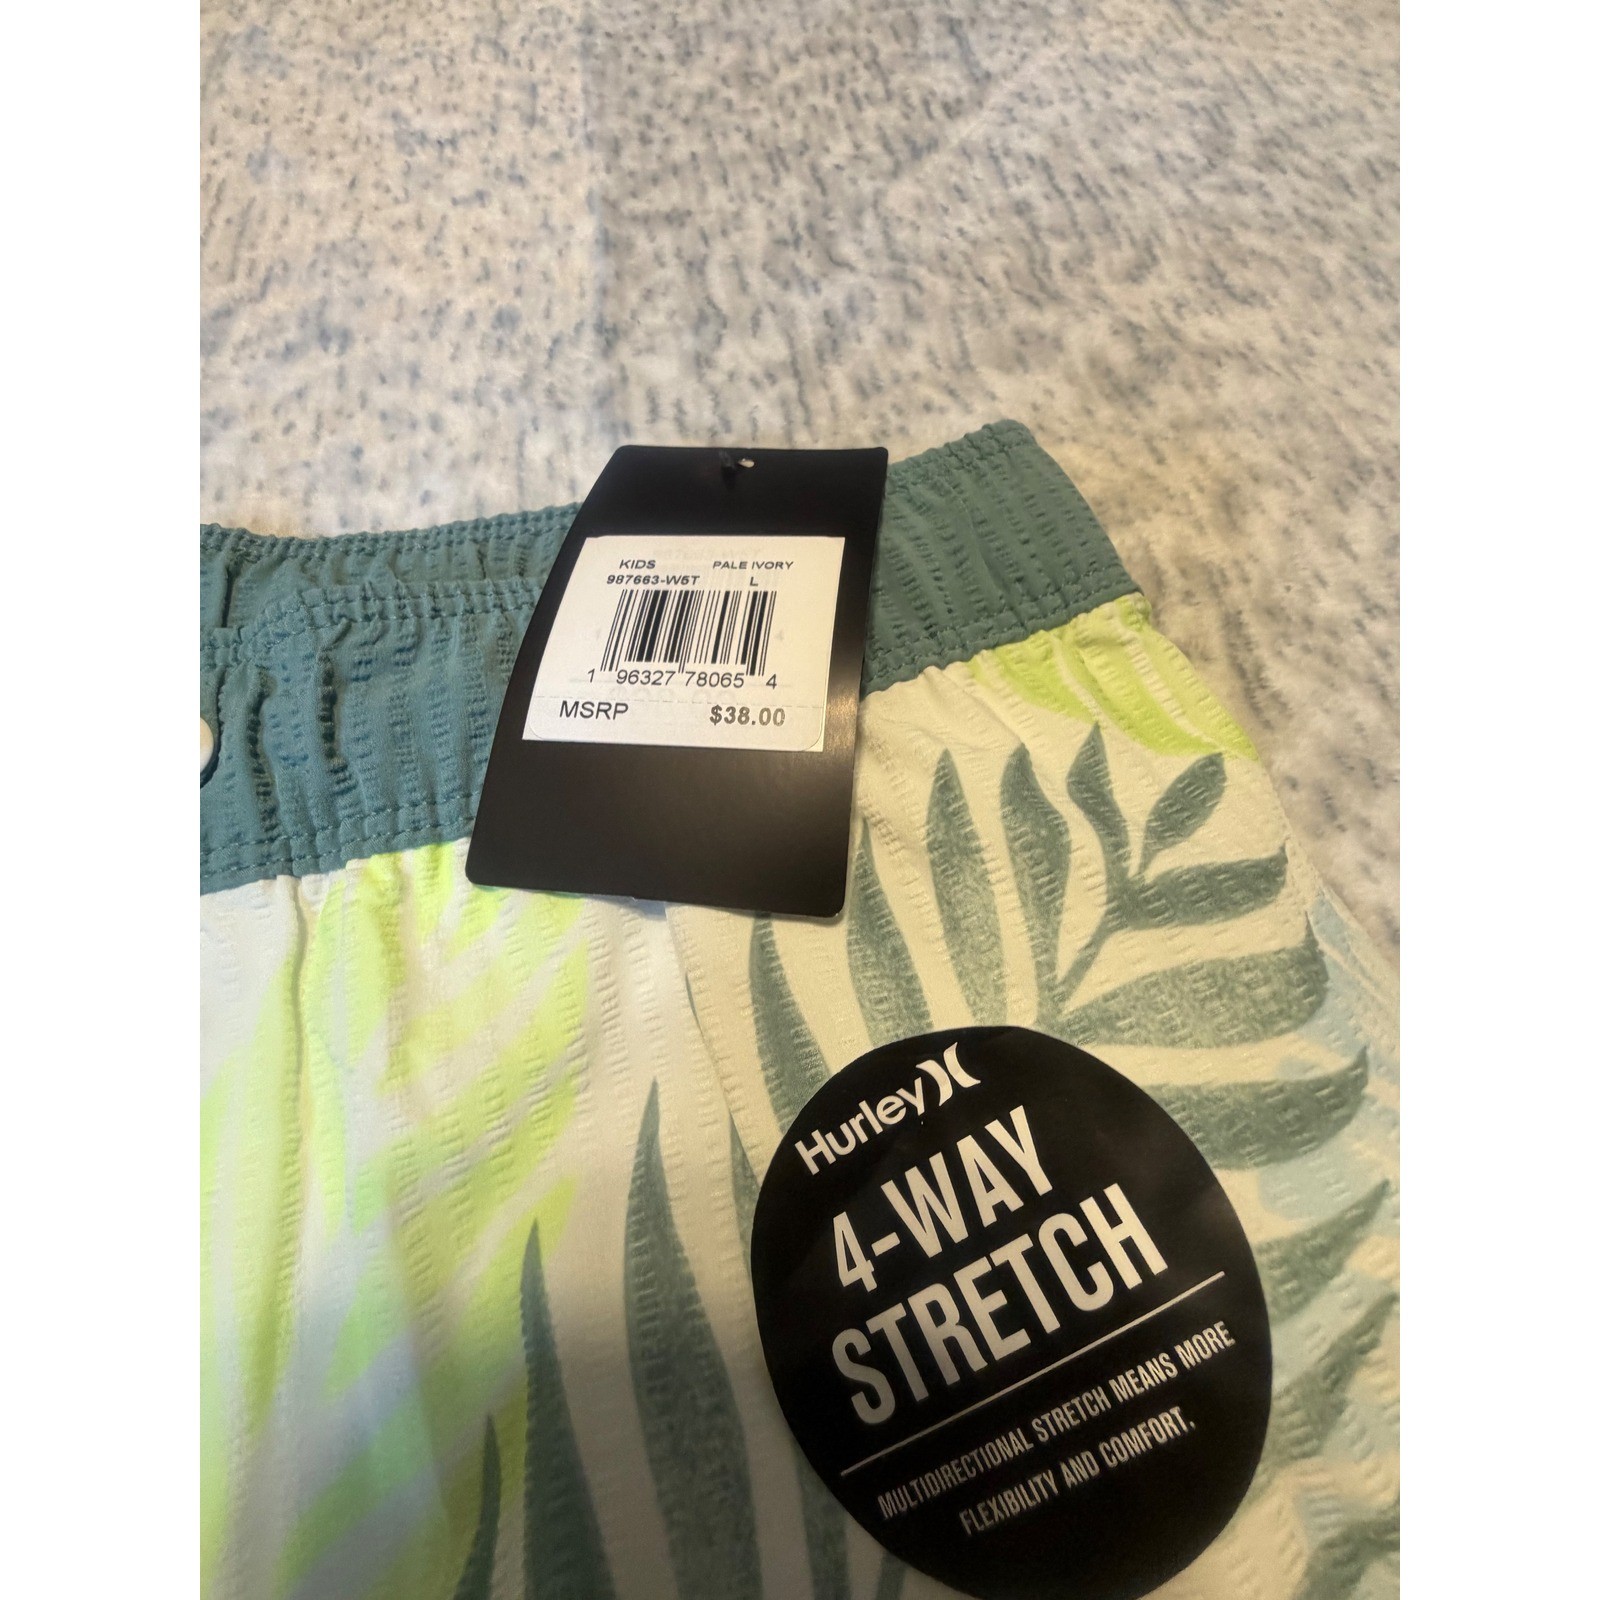 KIDS PALE IVORY
987663-W5T L
1 96327 78065 4
MSRP $38.00
Hurley
4-WAY
STRETCH
MULTIDIRECTIONAL STRETCH MEANS MORE
FLEXIBILITY AND COMFORT.